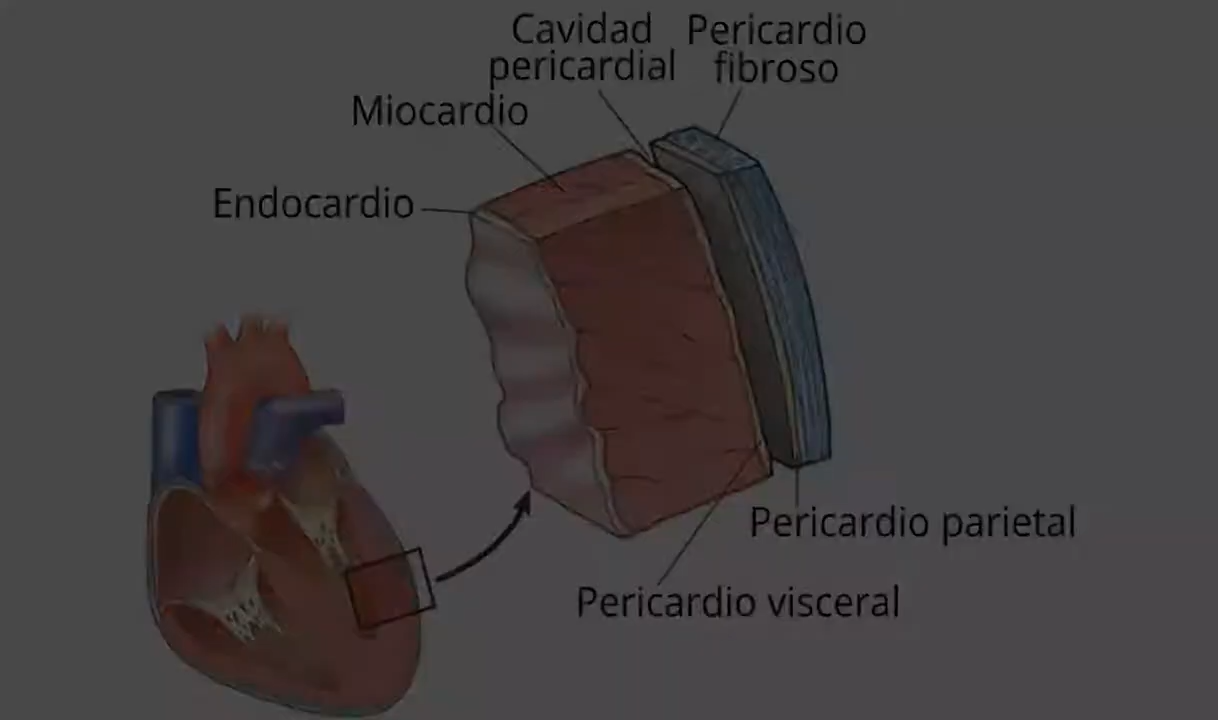 Cavidad
pericardial
Pericardio
fibroso
Miocardio
Endocardio
Pericardio parietal
Pericardio visceral